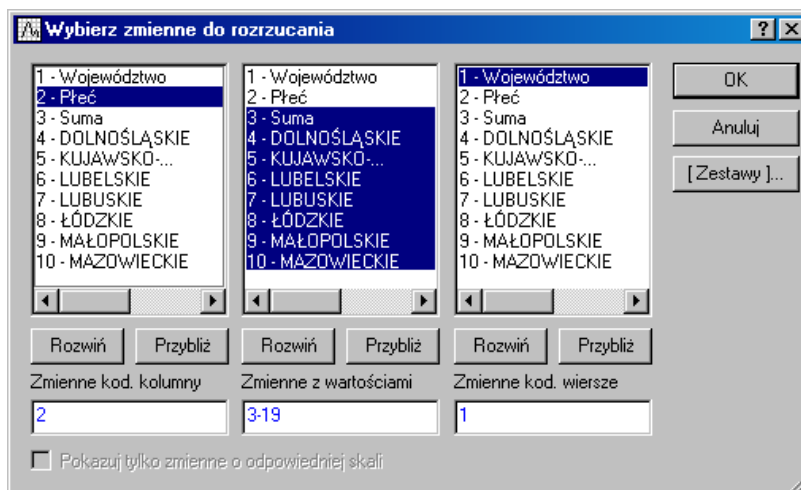 Wybierz zmienne do rozrzucania
1 - Województwo
2 - Płeć
3 - Suma
4 - DOLNOŚLĄSKIE
5 - KUJAWSKO-...
6 - LUBELSKIE
7 - LUBUSKIE
8 - ŁÓDZKIE
9 - MAŁOPOLSKIE
10 - MAZOWIECKIE
1 - Województwo
2 - Płeć
3 - Suma
4 - DOLNOŚLĄSKIE
5 - KUJAWSKO-...
6 - LUBELSKIE
7 - LUBUSKIE
8 - ŁÓDZKIE
9 - MAŁOPOLSKIE
10 - MAZOWIECKIE
1 - Województwo
2 - Płeć
3 - Suma
4 - DOLNOŚLĄSKIE
5 - KUJAWSKO-...
6 - LUBELSKIE
7 - LUBUSKIE
8 - ŁÓDZKIE
9 - MAŁOPOLSKIE
10 - MAZOWIECKIE
OK
Anuluj
[ Zestawy ]...
Rozwiń Przybliż Rozwiń Przybliż Rozwiń Przybliż
Zmienne kod. kolumny Zmienne z wartościami Zmienne kod. wiersze
2 3-19 1
Pokazuj tylko zmienne o odpowiedniej skali